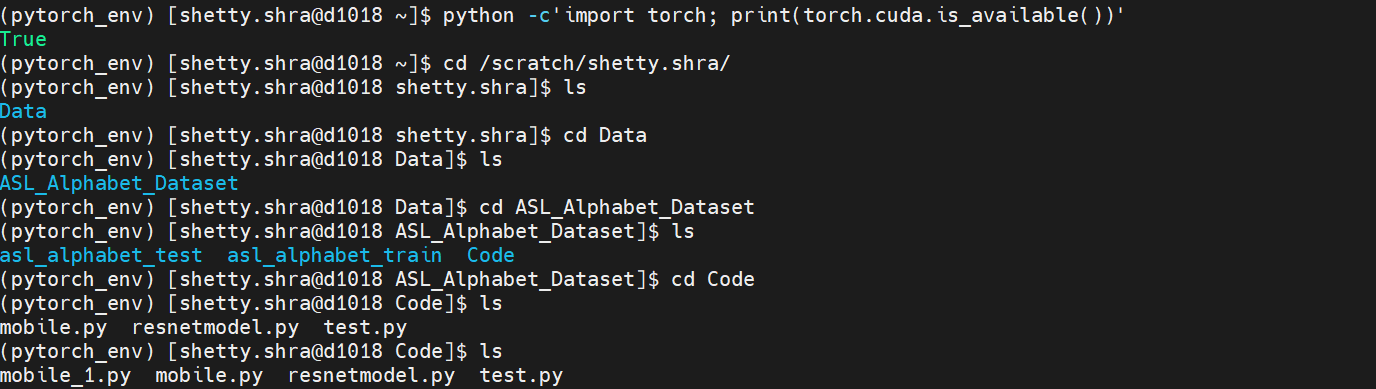 (pytorch_env) [shetty.shra@d1018 ~]$ python -c'import torch; print(torch.cuda.is_available())'
True
(pytorch_env) [shetty.shra@d1018 ~]$ cd /scratch/shetty.shra/
(pytorch_env) [shetty.shra@d1018 shetty.shra]$ ls
Data
(pytorch_env) [shetty.shra@d1018 shetty.shra]$ cd Data
(pytorch_env) [shetty.shra@d1018 Data]$ ls
ASL_Alphabet_Dataset
(pytorch_env) [shetty.shra@d1018 Data]$ cd ASL_Alphabet_Dataset
(pytorch_env) [shetty.shra@d1018 ASL_Alphabet_Dataset]$ ls
asl_alphabet_test  asl_alphabet_train  Code
(pytorch_env) [shetty.shra@d1018 ASL_Alphabet_Dataset]$ cd Code
(pytorch_env) [shetty.shra@d1018 Code]$ ls
mobile.py  resnetmodel.py  test.py
(pytorch_env) [shetty.shra@d1018 Code]$ ls
mobile_1.py  mobile.py  resnetmodel.py  test.py